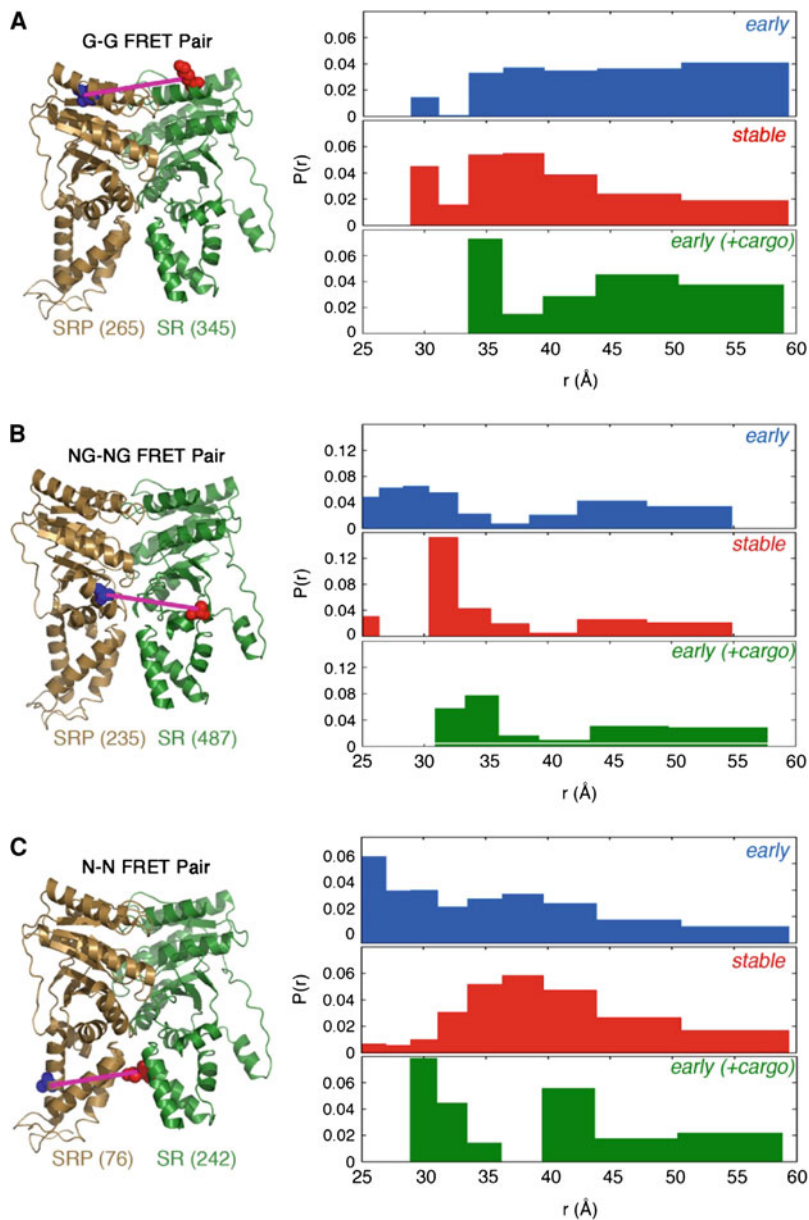 A
G-G FRET Pair
SRP (265) SR (345)
P(r)
0.06
0.04
0.02
0
early
0.06
0.04
0.02
0
stable
0.06
0.04
0.02
0
early (+cargo)
25 30 35 40 45 50 55 60
r (Å)
B
NG-NG FRET Pair
SRP (235) SR (487)
P(r)
0.12
0.08
0.04
0
early
0.12
0.08
0.04
0
stable
0.12
0.08
0.04
0
early (+cargo)
25 30 35 40 45 50 55 60
r (Å)
C
N-N FRET Pair
SRP (76) SR (242)
P(r)
0.06
0.04
0.02
0
early
0.06
0.04
0.02
0
stable
0.06
0.04
0.02
0
early (+cargo)
25 30 35 40 45 50 55 60
r (Å)